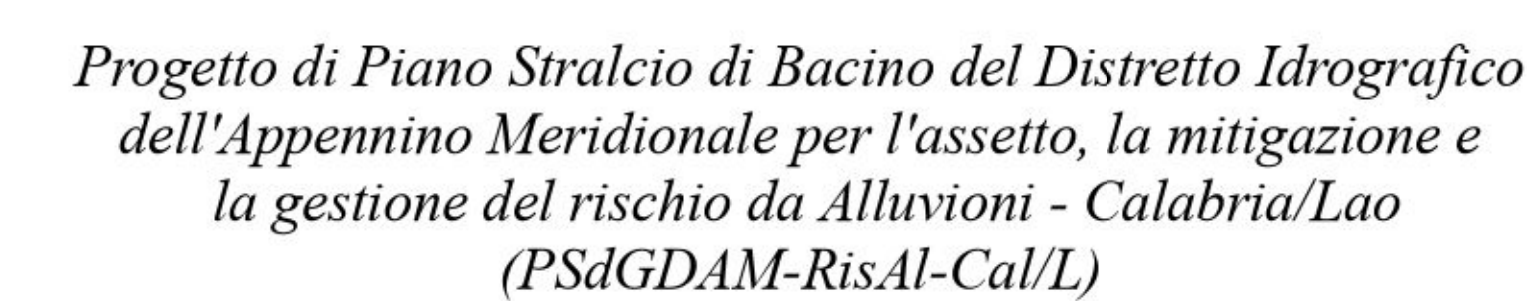 Progetto di Piano Stralcio di Bacino del Distretto Idrografico
dell'Appennino Meridionale per l'assetto, la mitigazione e
la gestione del rischio da Alluvioni - Calabria/Lao
(PSdGDAM-RisAl-Cal/L)